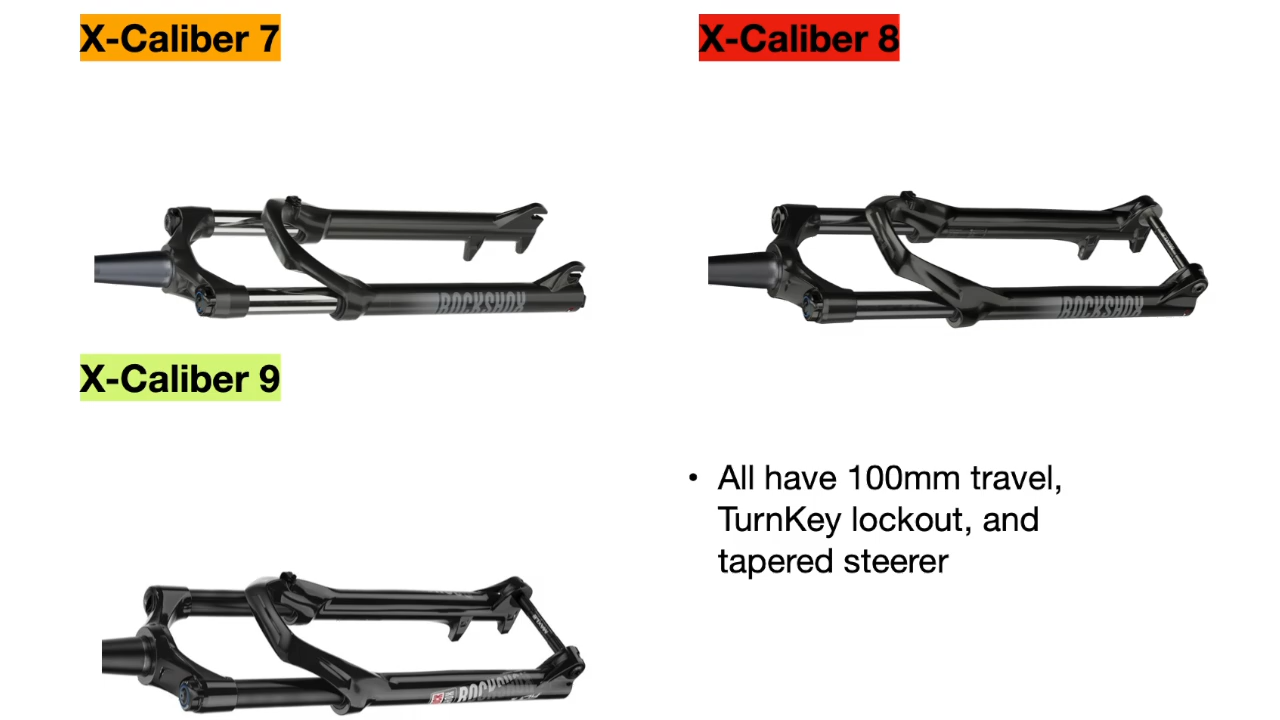 X-Caliber 7
X-Caliber 8
ROCKSHOX
ROCKSHOX
X-Caliber 9
• All have 100mm travel,
TurnKey lockout, and
tapered steerer
ROCKSHOX